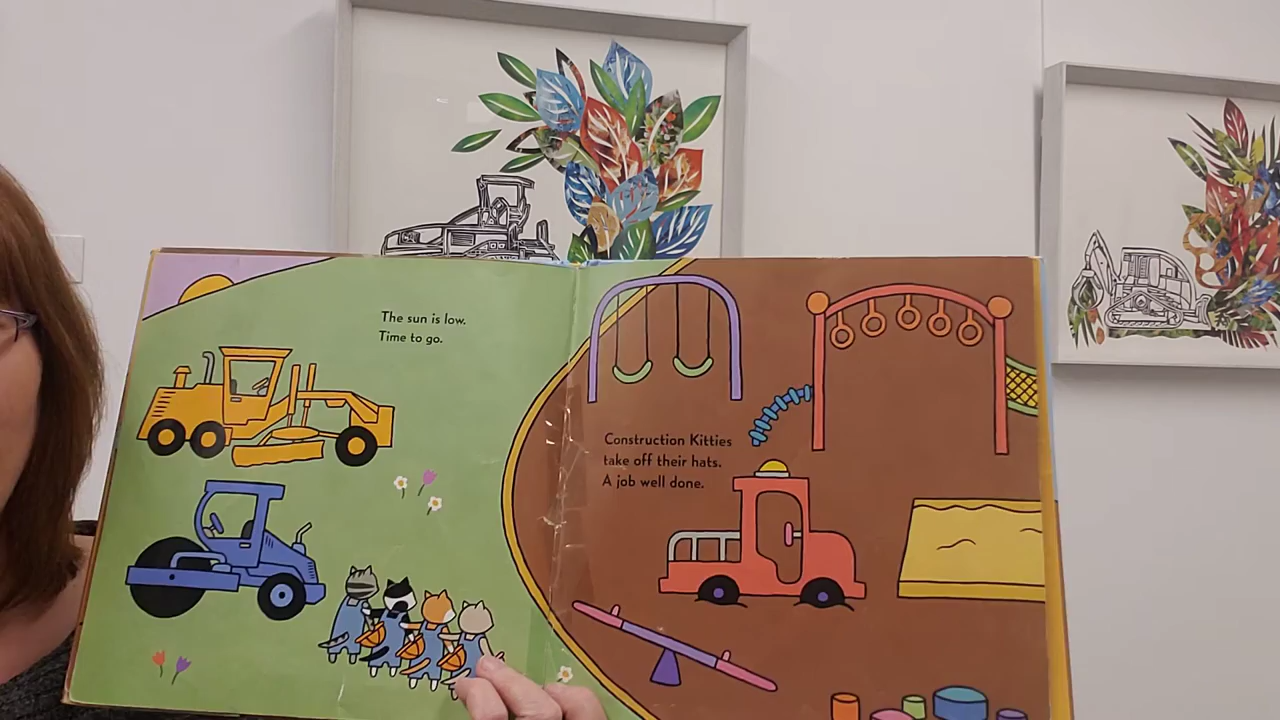 The sun is low.
Time to go.
Construction Kitties
take off their hats.
A job well done.